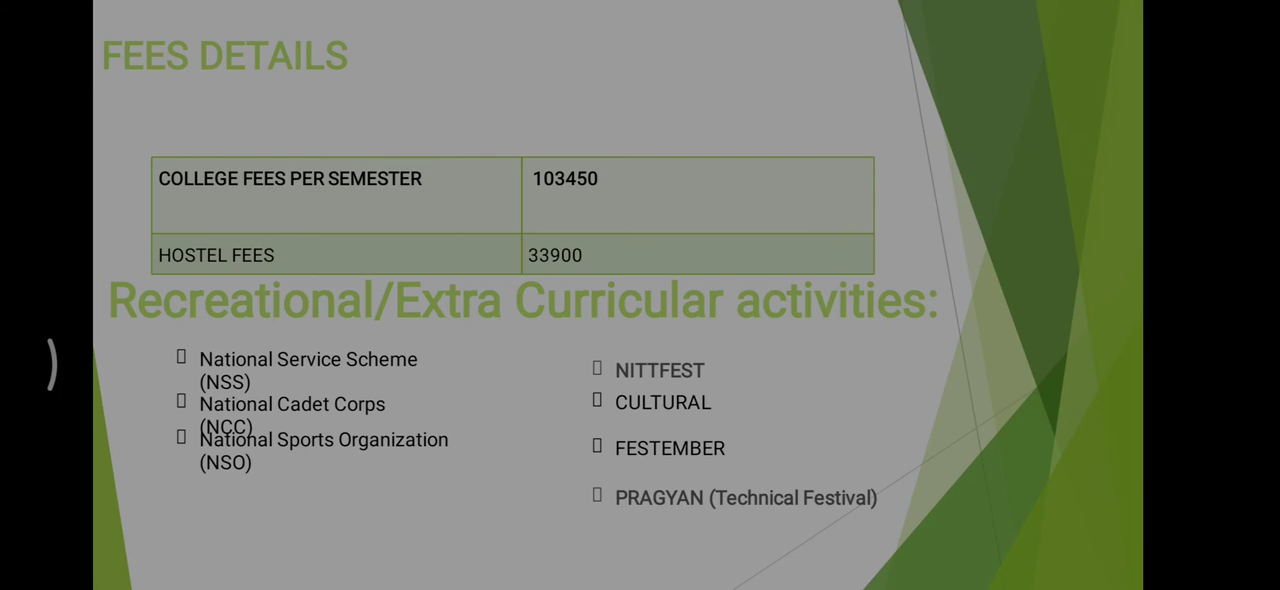 FEES DETAILS
COLLEGE FEES PER SEMESTER 103450
HOSTEL FEES 33900
Recreational/Extra Curricular activities:
National Service Scheme
(NSS)
National Cadet Corps
(NCC)
National Sports Organization
(NSO)
NITTFEST
CULTURAL
FESTEMBER
PRAGYAN (Technical Festival)